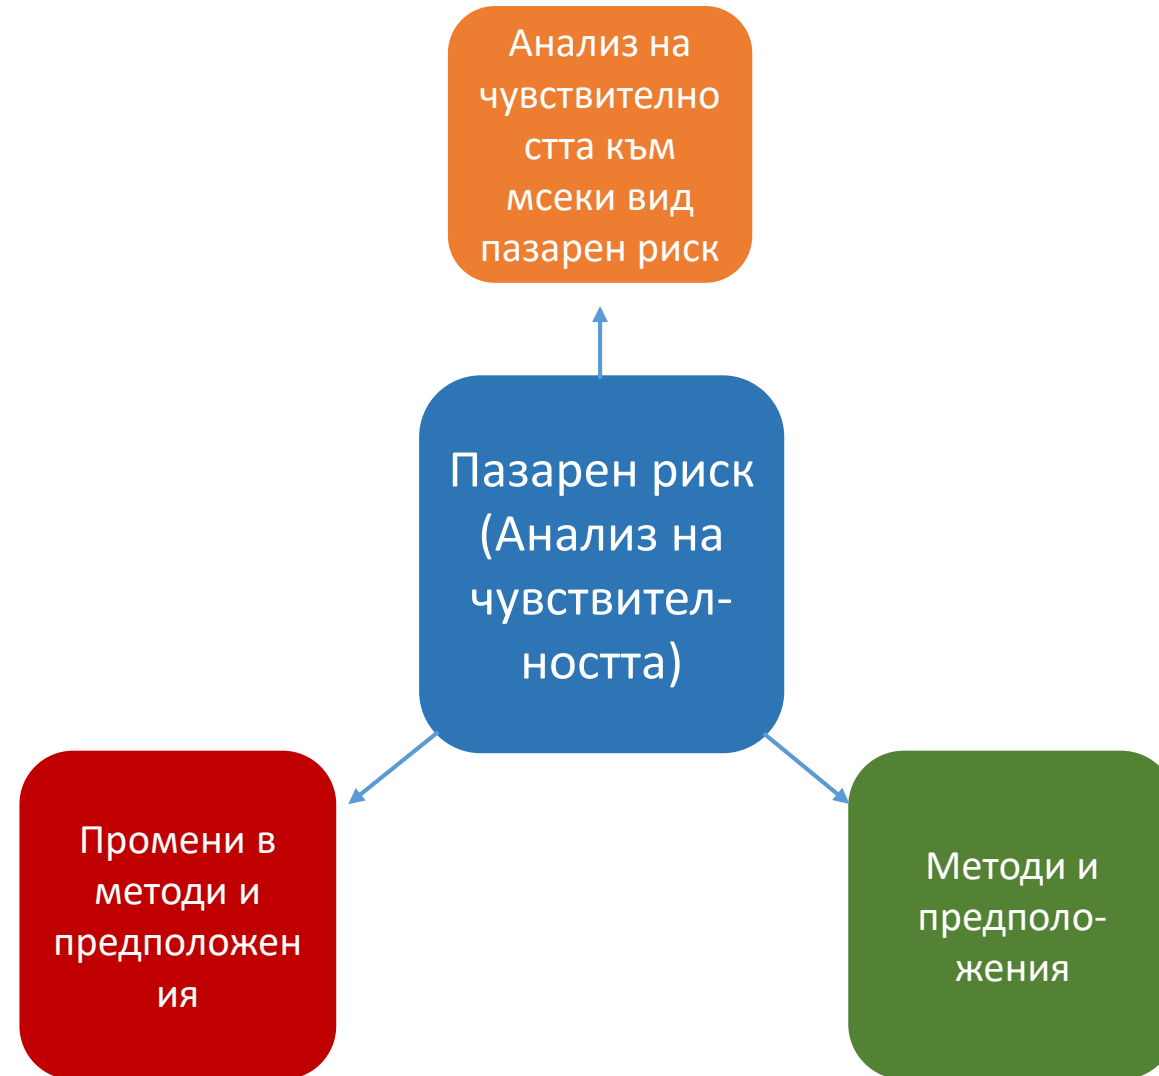 Анализ на
чувствително
стта към
мсеки вид
пазарен риск
Пазарен риск
(Анализ на
чувствител-
ността)
Промени в
методи и
предположен
ия
Методи и
предполо-
жения